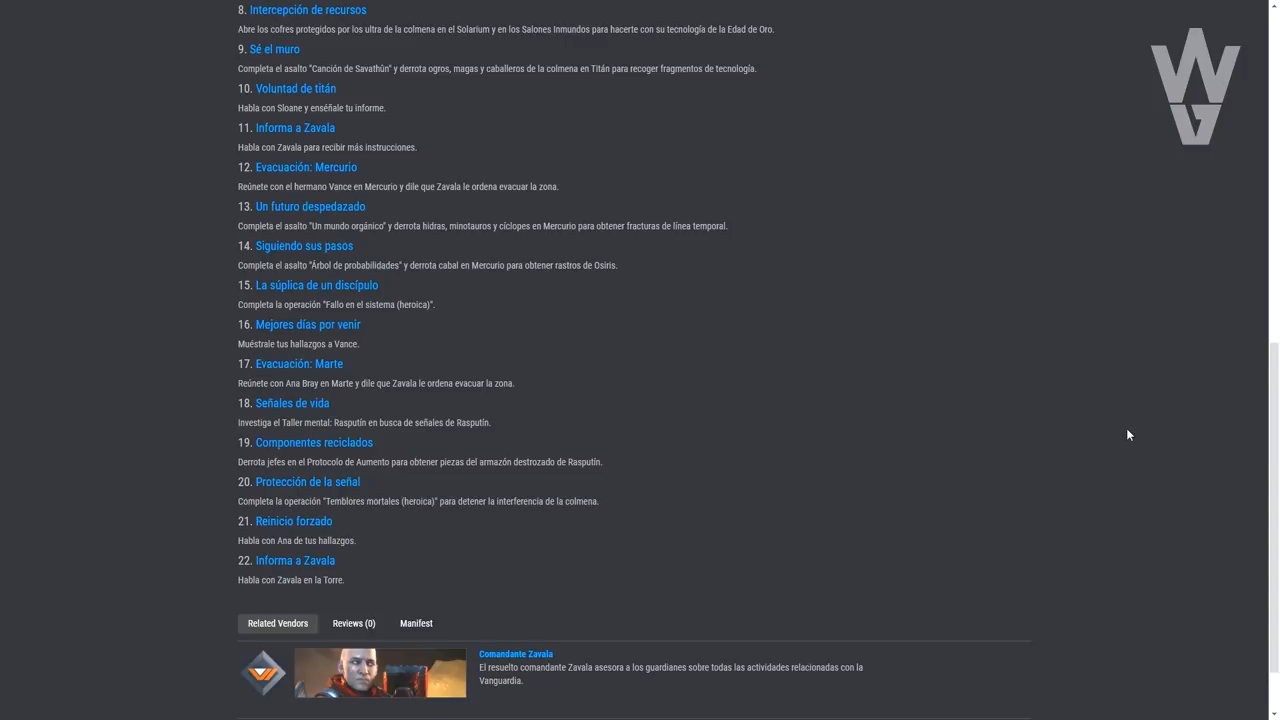 8. Intercepción de recursos
Abre los cofres protegidos por los ultra de la colmena en el Solarium y en los Salones Inmundos para hacerte con su tecnología de la Edad de Oro.
9. Sé el muro
Completa el asalto "Canción de Savathûn" y derrota ogros, magas y caballeros de la colmena en Titán para recoger fragmentos de tecnología.
10. Voluntad de titán
Habla con Sloane y enséñale tu informe.
11. Informa a Zavala
Habla con Zavala para recibir más instrucciones.
12. Evacuación: Mercurio
Reúnete con el hermano Vance en Mercurio y dile que Zavala le ordena evacuar la zona.
13. Un futuro despedazado
Completa el asalto "Un mundo orgánico" y derrota hidras, minotauros y cíclopes en Mercurio para obtener fracturas de línea temporal.
14. Siguiendo sus pasos
Completa el asalto "Árbol de probabilidades" y derrota cabal en Mercurio para obtener rastros de Osiris.
15. La súplica de un discípulo
Completa la operación "Fallo en el sistema (heroica)".
16. Mejores días por venir
Muéstrale tus hallazgos a Vance.
17. Evacuación: Marte
Reúnete con Ana Bray en Marte y dile que Zavala le ordena evacuar la zona.
18. Señales de vida
Investiga el Taller mental: Rasputín en busca de señales de Rasputín.
19. Componentes reciclados
Derrota jefes en el Protocolo de Aumento para obtener piezas del armazón destrozado de Rasputín.
20. Protección de la señal
Completa la operación "Temblores mortales (heroica)" para detener la interferencia de la colmena.
21. Reinicio forzado
Habla con Ana de tus hallazgos.
22. Informa a Zavala
Habla con Zavala en la Torre.
Related Vendors Reviews (0) Manifest
Comandante Zavala
El resuelto comandante Zavala asesora a los guardianes sobre todas las actividades relacionadas con la
Vanguardia.